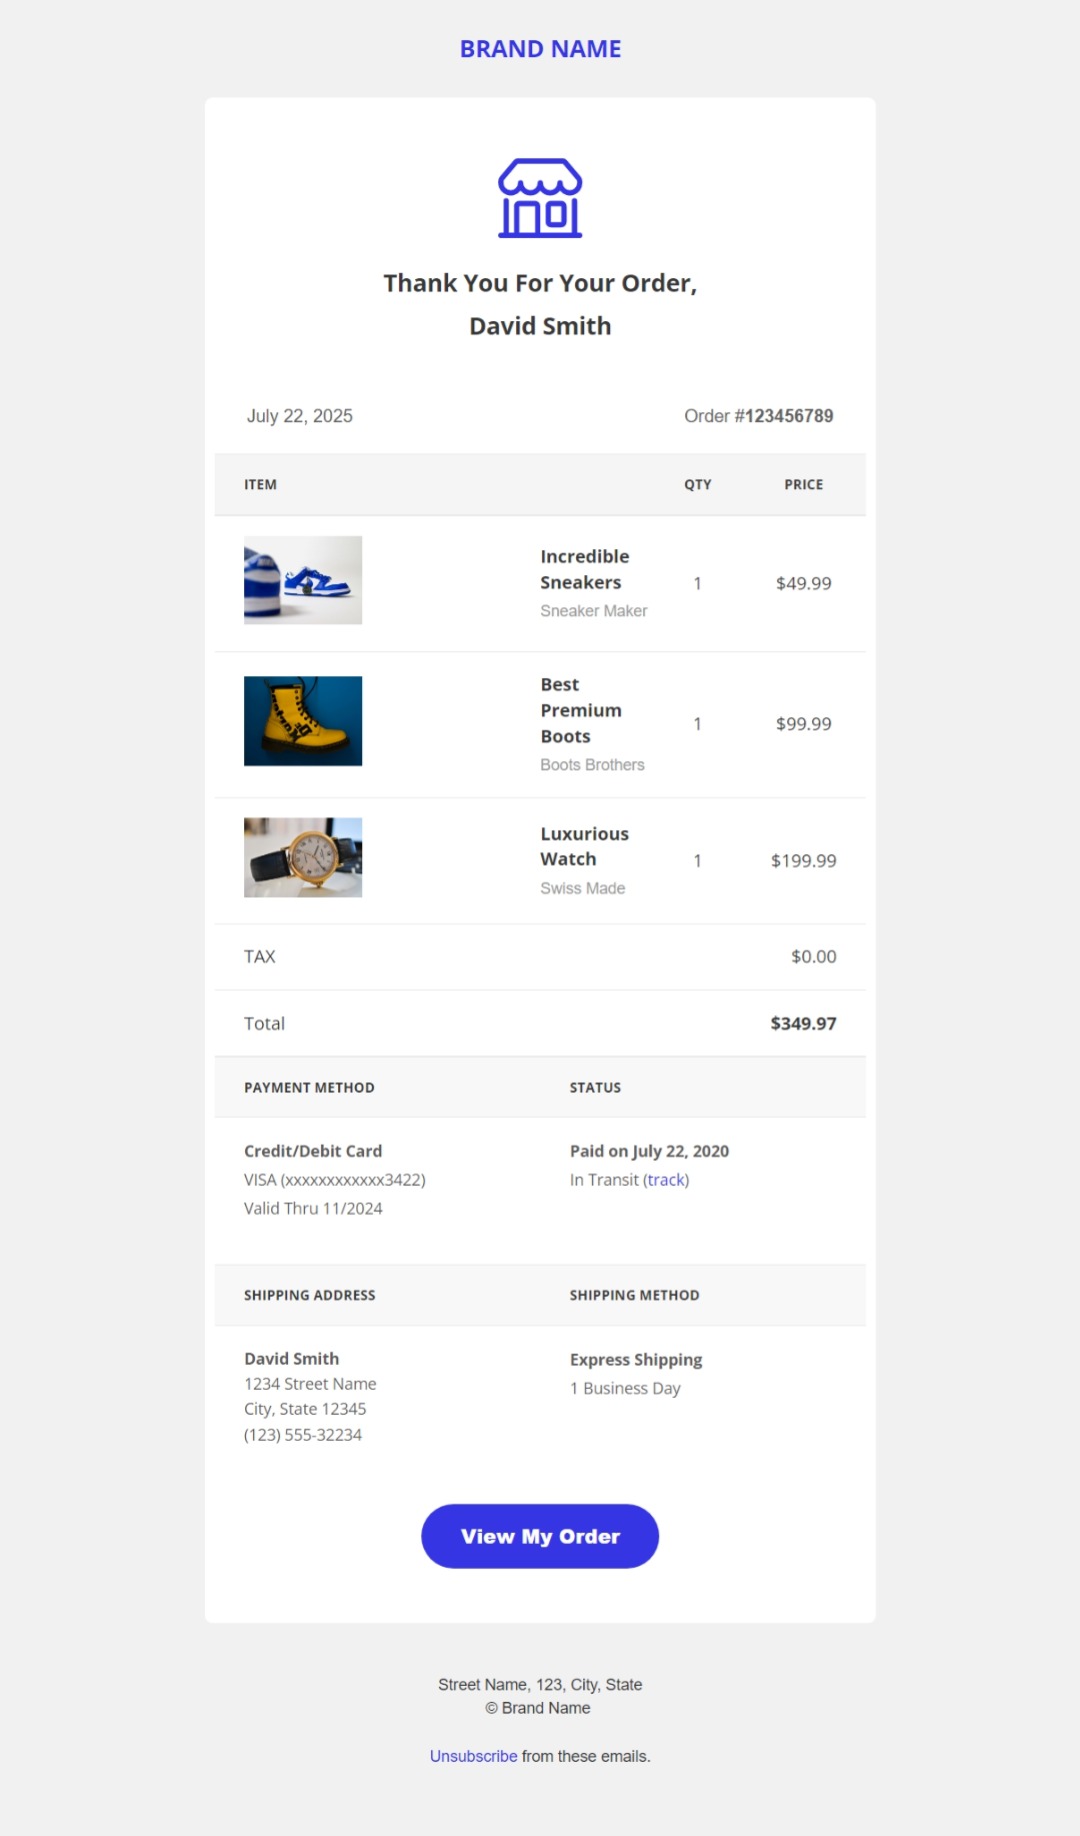 BRAND NAME
Thank You For Your Order,
David Smith
July 22, 2025 Order #123456789
ITEM QTY PRICE
Incredible
Sneakers
Sneaker Maker
1 $49.99
Best
Premium
Boots
Boots Brothers
1 $99.99
Luxurious
Watch
Swiss Made
1 $199.99
TAX $0.00
Total $349.97
PAYMENT METHOD STATUS
Credit/Debit Card Paid on July 22, 2020
VISA (xxxxxxxxxxxx3422) In Transit (track)
Valid Thru 11/2024
SHIPPING ADDRESS SHIPPING METHOD
David Smith Express Shipping
1234 Street Name 1 Business Day
City, State 12345
(123) 555-32234
View My Order
Street Name, 123, City, State
© Brand Name
Unsubscribe from these emails.